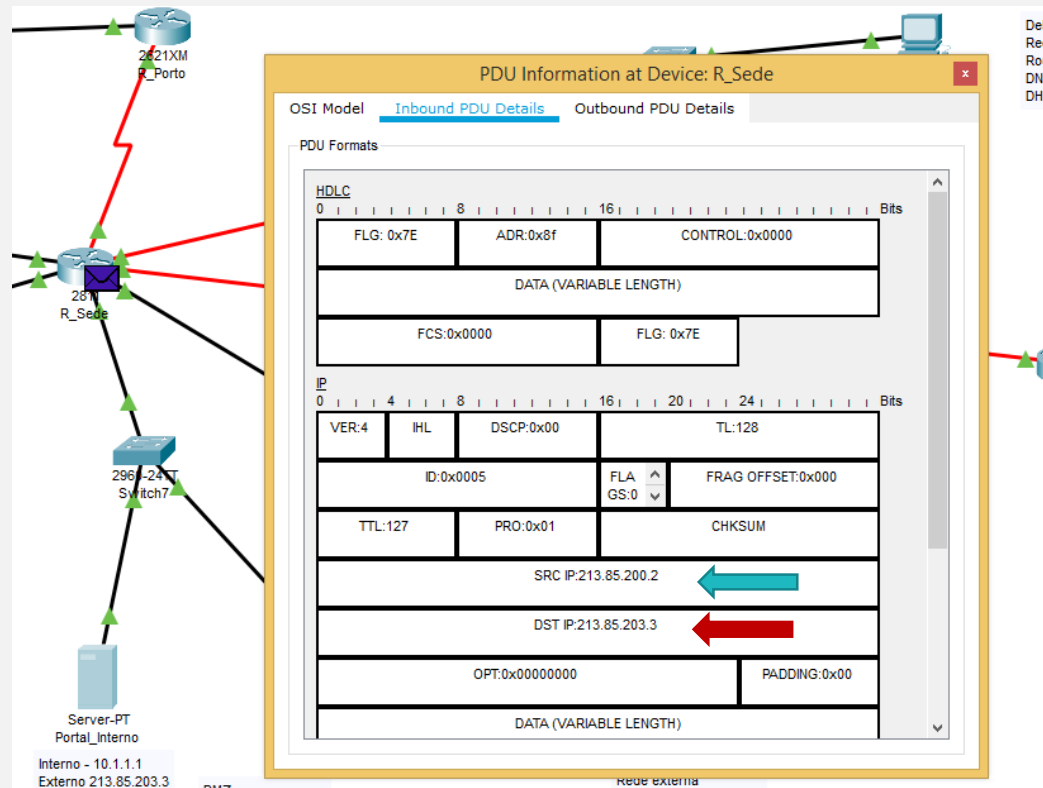 2621XM
R_Porto
PDU Information at Device: R_Sede
x
OSI Model Inbound PDU Details Outbound PDU Details
PDU Formats
HDLC
0 8 16 Bits
FLG: 0x7E ADR:0x8f CONTROL:0x0000
DATA (VARIABLE LENGTH)
FCS:0x0000 FLG: 0x7E
IP
0 4 8 16 20 24 Bits
VER:4 IHL DSCP:0x00 TL:128
ID:0x0005 FLA
GS:0 FRAG OFFSET:0x000
TTL:127 PRO:0x01 CHKSUM
SRC IP:213.85.200.2
DST IP:213.85.203.3
OPT:0x00000000 PADDING:0x00
DATA (VARIABLE LENGTH)
2811
R_Sede
2960-24TT
Switch7
Server-PT
Portal_Interno
Interno - 10.1.1.1
Externo 213.85.203.3
Rede externa
DN
DH